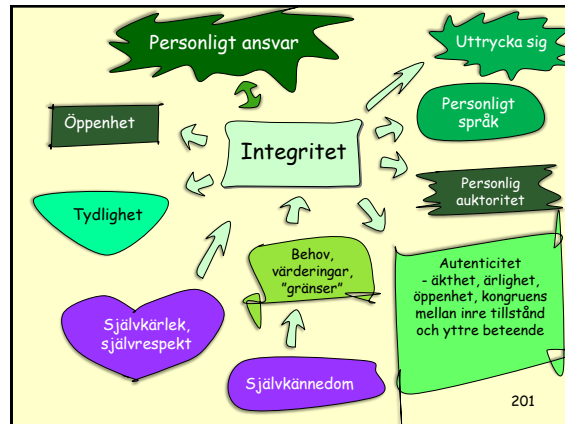 Personligt ansvar
Uttrycka sig
Öppenhet
Personligt
språk
Integritet
Personlig
auktoritet
Tydlighet
Behov,
värderingar,
"gränser"
Autenticitet
- äkthet, ärlighet,
öppenhet, kongruens
mellan inre tillstånd
och yttre beteende
Självkärlek,
självrespekt
Självkännedom
201